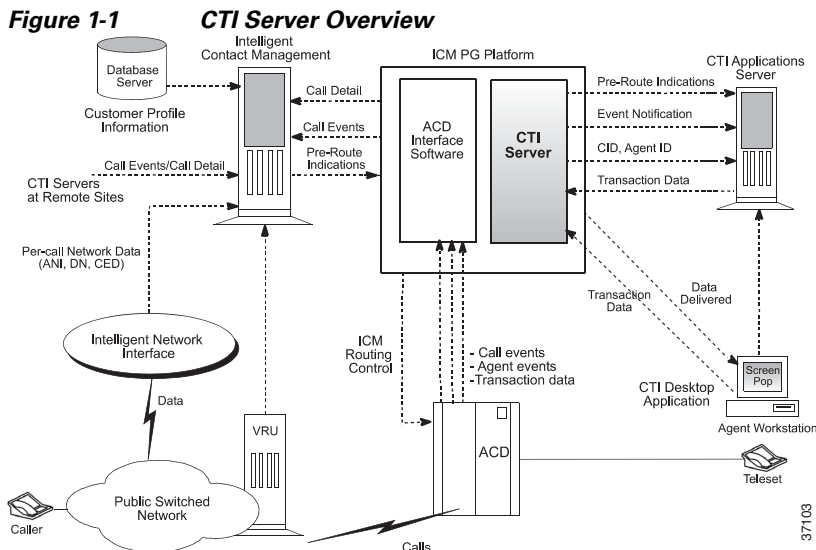 Figure 1-1 CTI Server Overview
Intelligent
Contact Management
ICM PG Platform
CTI Applications
Server
Database
Server
Customer Profile
Information
Call Detail
Call Events
Pre-Route
Indications
ACD
Interface
Software
CTI
Server
Pre-Route Indications
Event Notification
CID, Agent ID
Transaction Data
Call Events/Call Detail
CTI Servers
at Remote Sites
Per-call Network Data
(ANI, DN, CED)
Intelligent Network
Interface
Data
ICM
Routing
Control
- Call events
- Agent events
-Transaction data
Transaction
Data
Data
Delivered
CTI Desktop
Application
Screen
Pop
Agent Workstation
VRU
ACD
Teleset
Public Switched
Network
Caller
Calls
37103